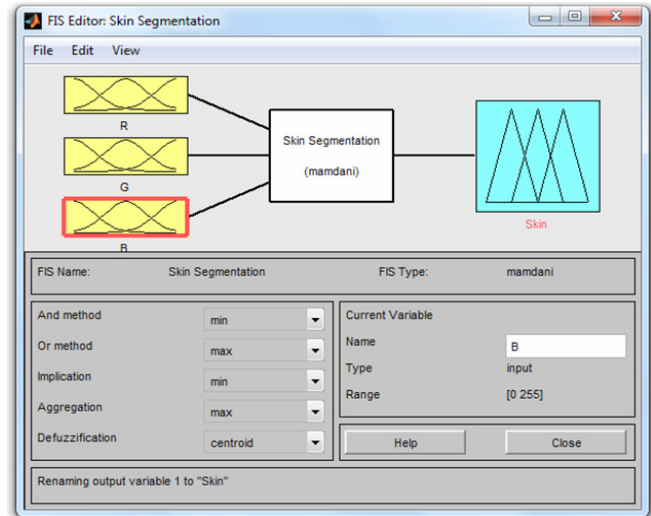 FIS Editor: Skin Segmentation
File Edit View
R
G
B
Skin Segmentation
(mamdani)
Skin
FIS Name: Skin Segmentation FIS Type: mamdani
And method min
Or method max
Implication min
Aggregation max
Defuzzification centroid
Current Variable
Name B
Type input
Range [0 255]
Help Close
Renaming output variable 1 to "Skin"